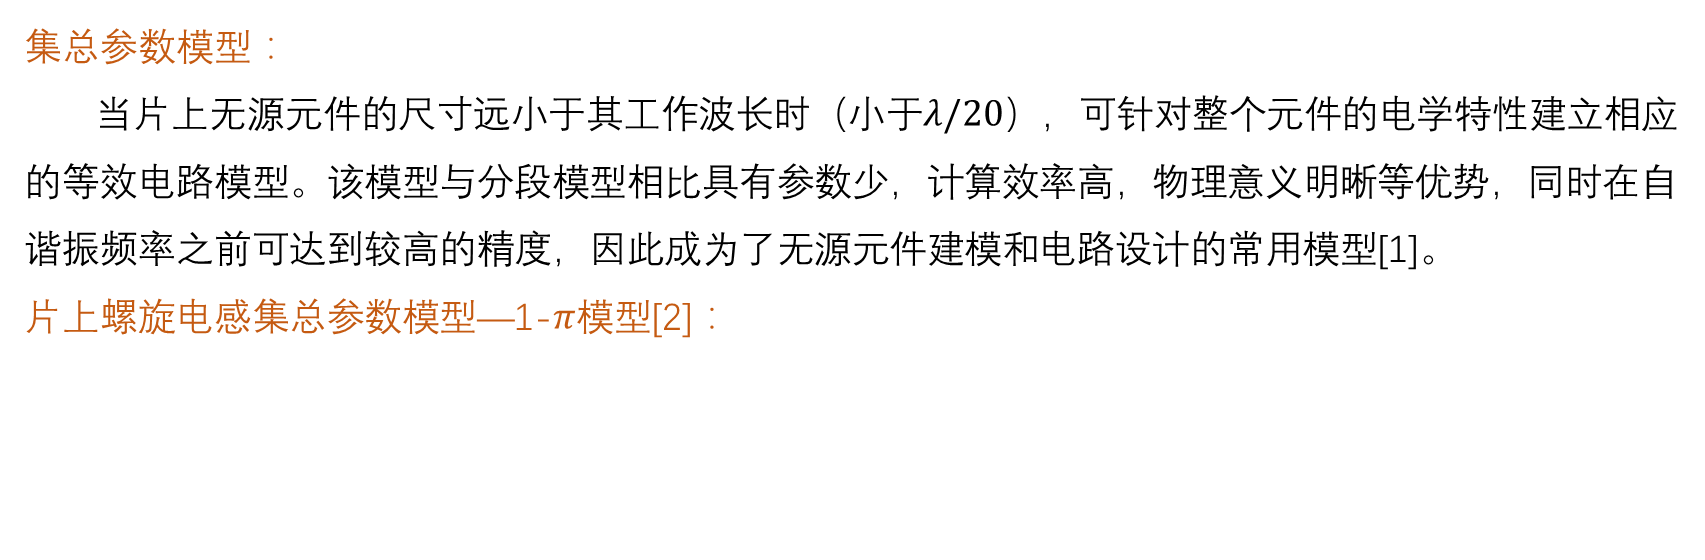 集总参数模型：
当片上无源元件的尺寸远小于其工作波长时（小于λ/20），可针对整个元件的电学特性建立相应
的等效电路模型。该模型与分段模型相比具有参数少，计算效率高，物理意义明晰等优势，同时在自
谐振频率之前可达到较高的精度，因此成为了无源元件建模和电路设计的常用模型[1]。
片上螺旋电感集总参数模型—1-π模型[2]：